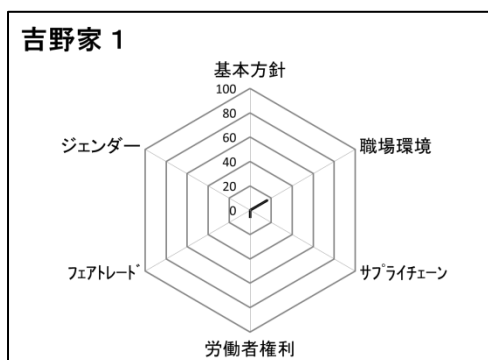 吉野家 1
基本方針
100
80
60
40
20
0
ジェンダー
職場環境
フェアトレード
サプライチェーン
労働者権利